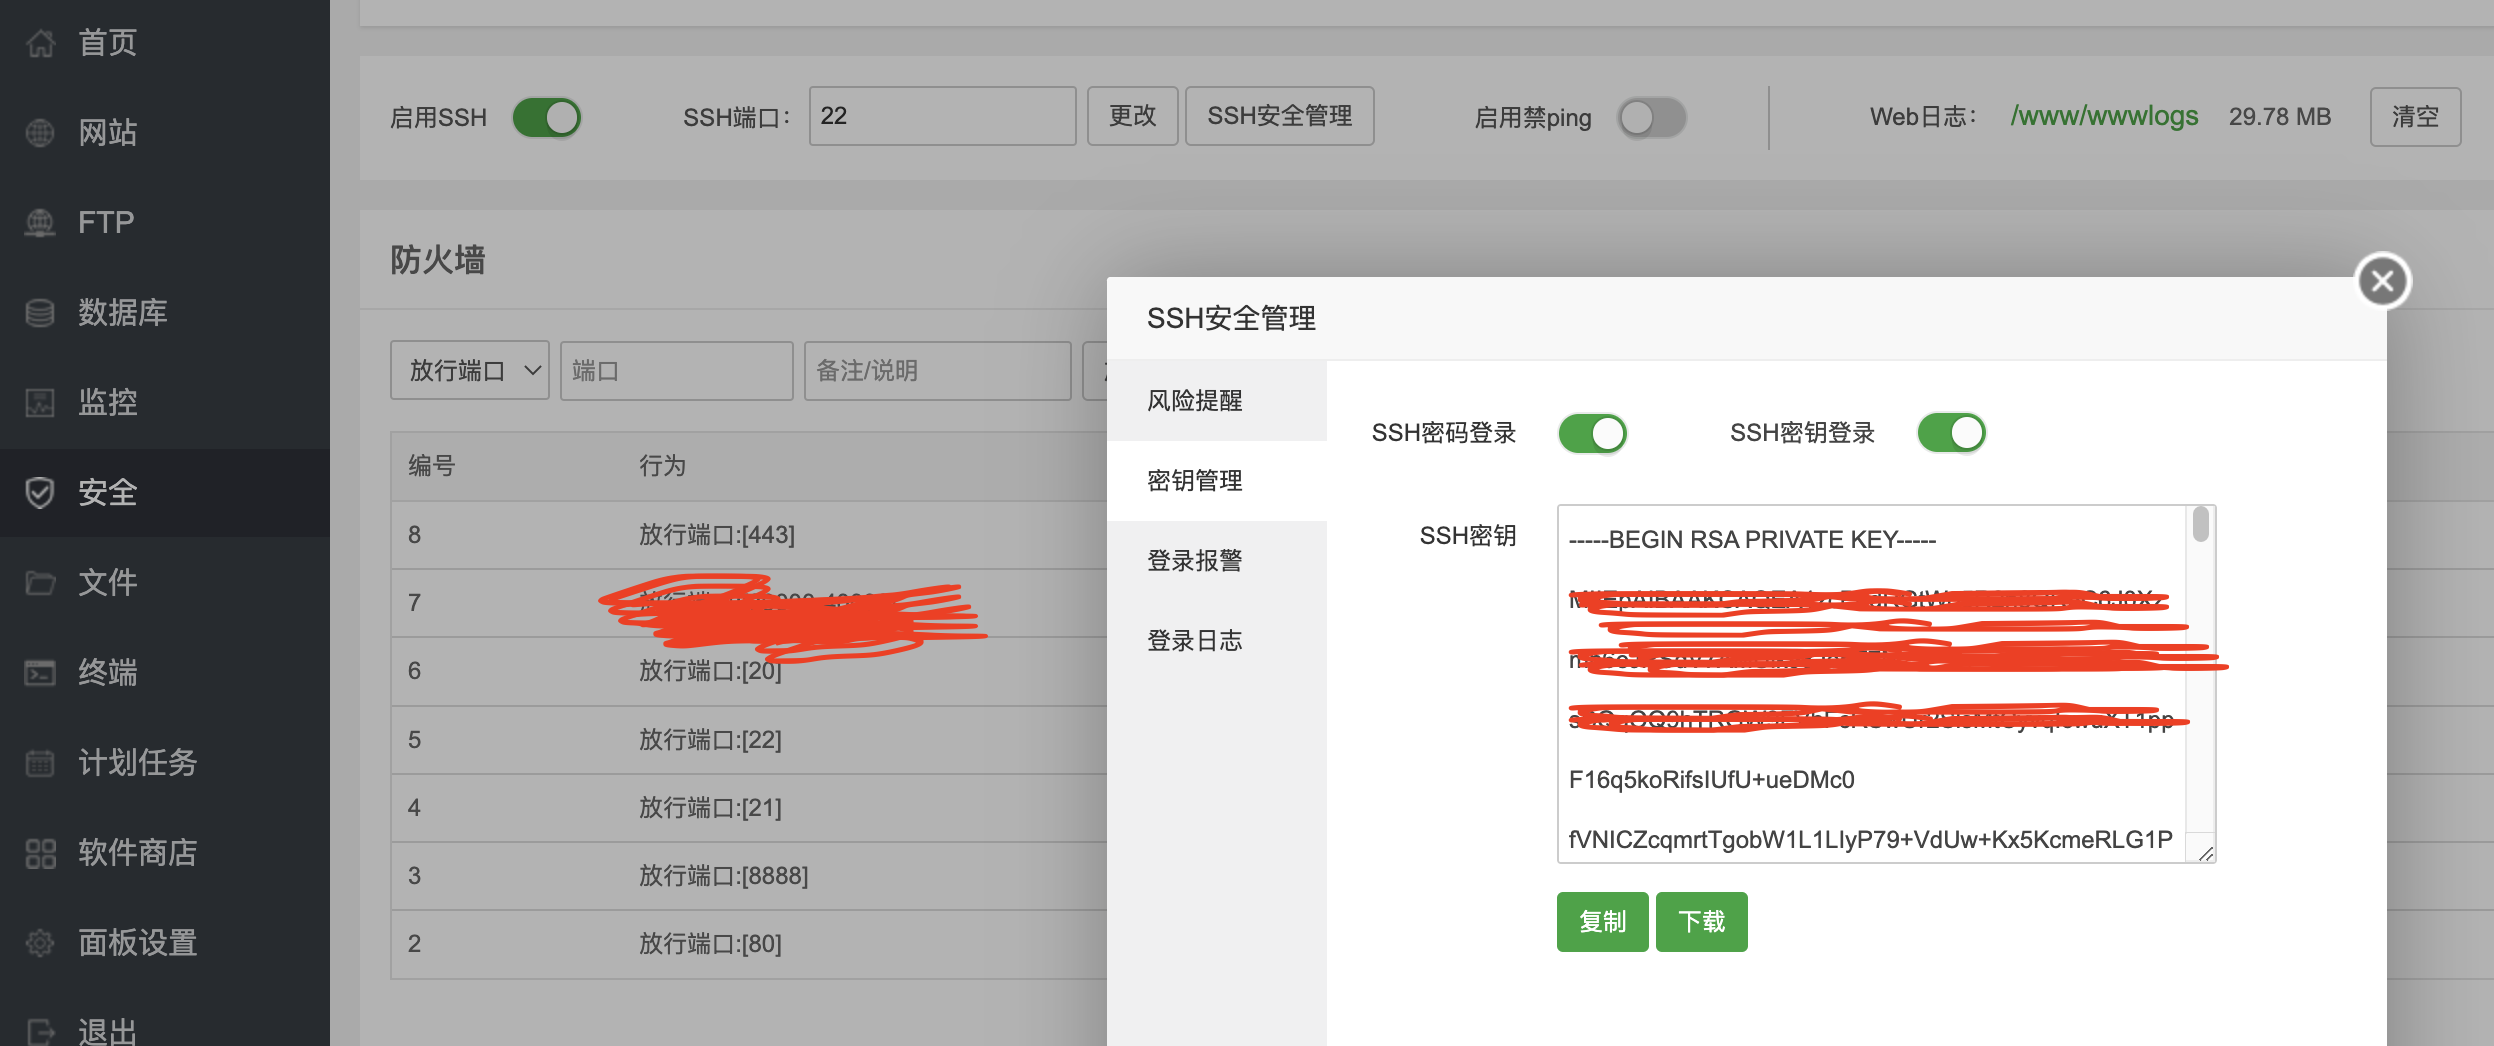 首页
网站
FTP
数据库
监控
安全
文件
终端
计划任务
软件商店
面板设置
退出
启用SSH
SSH端口：
22
更改
SSH安全管理
启用禁ping
Web日志：
/www/wwwlogs
29.78 MB
清空
防火墙
放行端口
端口
备注/说明
编号
行为
8
放行端口:[443]
7
6
放行端口:[20]
5
放行端口:[22]
4
放行端口:[21]
3
放行端口:[8888]
2
放行端口:[80]
SSH安全管理
风险提醒
密钥管理
登录报警
登录日志
SSH密码登录
SSH密钥登录
SSH密钥
-----BEGIN RSA PRIVATE KEY-----
F16q5koRifsIUfU+ueDMc0
fVNICZcqmrtTgobW1L1LIyP79+VdUw+Kx5KcmeRLG1P
复制
下载